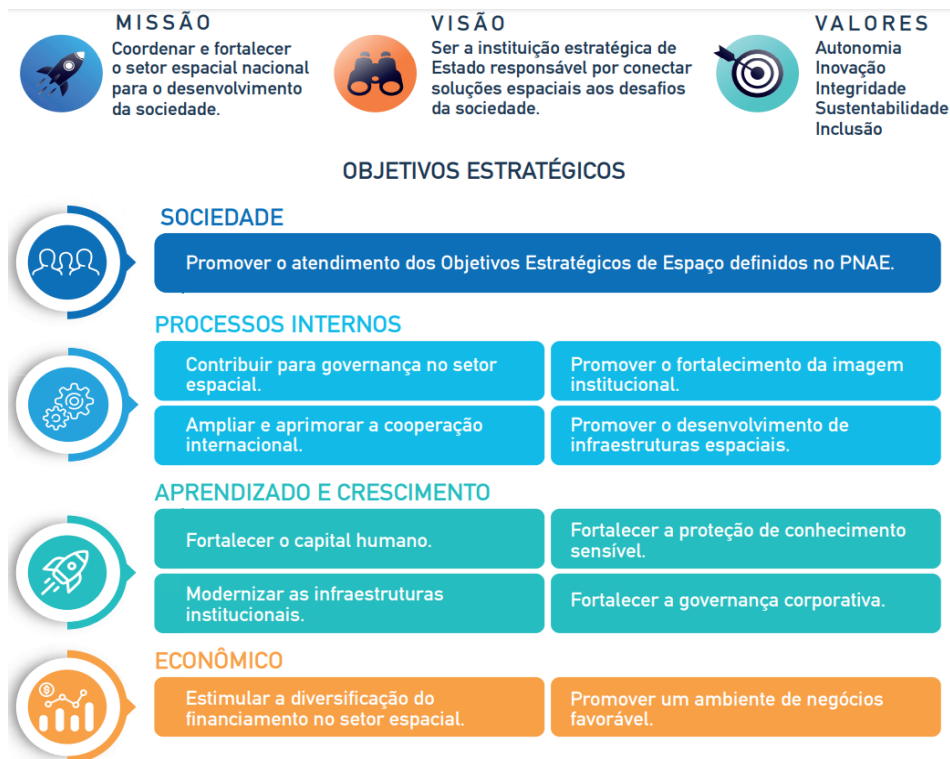 MISSÃO
Coordenar e fortalecer
o setor espacial nacional
para o desenvolvimento
da sociedade.
VISÃO
Ser a instituição estratégica de
Estado responsável por conectar
soluções espaciais aos desafios
da sociedade.
VALORES
Autonomia
Inovação
Integridade
Sustentabilidade
Inclusão
OBJETIVOS ESTRATÉGICOS
SOCIEDADE
Promover o atendimento dos Objetivos Estratégicos de Espaço definidos no PNAE.
PROCESSOS INTERNOS
Contribuir para governança no setor
espacial.
Promover o fortalecimento da imagem
institucional.
Ampliar e aprimorar a cooperação
internacional.
Promover o desenvolvimento de
infraestruturas espaciais.
APRENDIZADO E CRESCIMENTO
Fortalecer o capital humano.
Fortalecer a proteção de conhecimento
sensível.
Modernizar as infraestruturas
institucionais.
Fortalecer a governança corporativa.
ECONÔMICO
$
Estimular a diversificação do
financiamento no setor espacial.
Promover um ambiente de negócios
favorável.